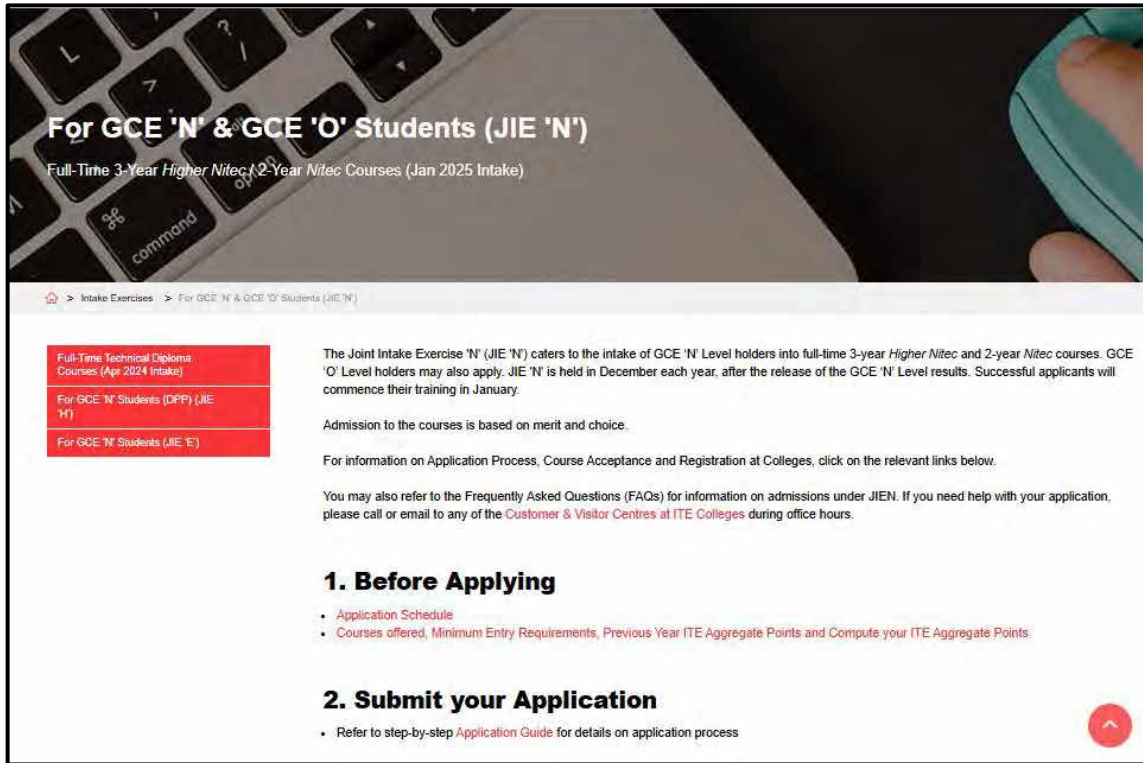 L
>
.
?
/
alt
option
⌘
command
For GCE 'N' & GCE 'O' Students (JIE 'N')
Full-Time 3-Year Higher Nitec / 2-Year Nitec Courses (Jan 2025 Intake)
> Intake Exercises > For GCE 'N' & GCE 'O' Students (JIE 'N')
Full-Time Technical Diploma
Courses (Apr 2024 Intake)
For GCE 'N' Students (DPP) (JIE
'H')
For GCE 'N' Students (JIE 'E')
The Joint Intake Exercise 'N' (JIE 'N') caters to the intake of GCE 'N' Level holders into full-time 3-year Higher Nitec and 2-year Nitec courses. GCE
'O' Level holders may also apply. JIE 'N' is held in December each year, after the release of the GCE 'N' Level results. Successful applicants will
commence their training in January.
Admission to the courses is based on merit and choice.
For information on Application Process, Course Acceptance and Registration at Colleges, click on the relevant links below.
You may also refer to the Frequently Asked Questions (FAQs) for information on admissions under JIEN. If you need help with your application,
please call or email to any of the Customer & Visitor Centres at ITE Colleges during office hours.
1. Before Applying
• Application Schedule
• Courses offered, Minimum Entry Requirements, Previous Year ITE Aggregate Points and Compute your ITE Aggregate Points
2. Submit your Application
• Refer to step-by-step Application Guide for details on application process